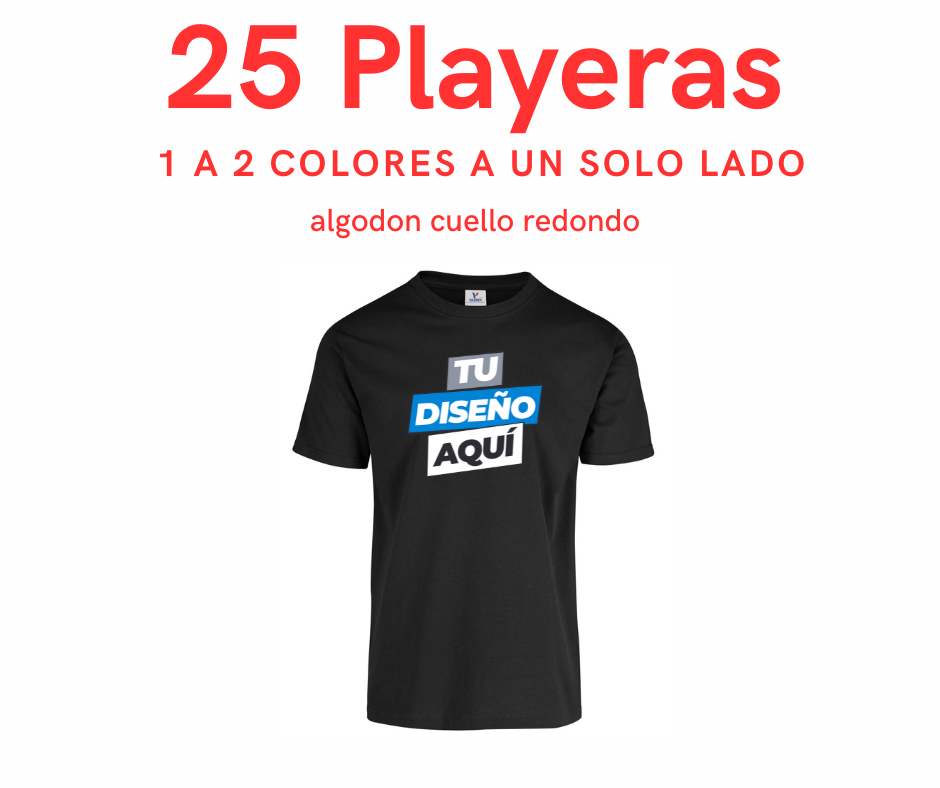 25 Playeras
1 A 2 COLORES A UN SOLO LADO
algodon cuello redondo
TU
DISEÑO
AQUÍ